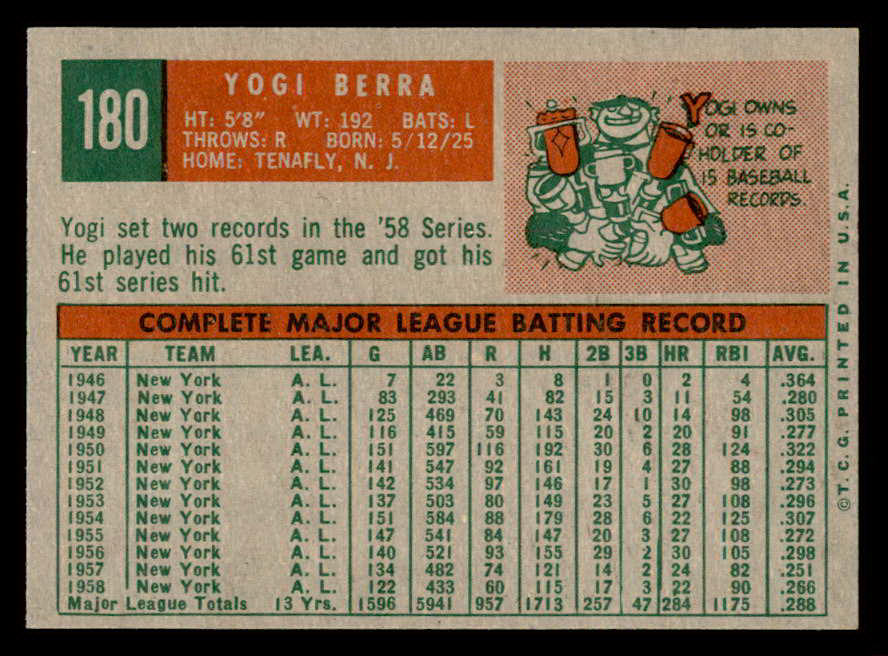 180
YOGI BERRA
HT: 5'8" WT: 192 BATS: L
THROWS: R BORN: 5/12/25
HOME: TENAFLY, N. J.
YOGI OWNS
OR IS CO-
HOLDER OF
15 BASEBALL
RECORDS.
Yogi set two records in the '58 Series.
He played his 61st game and got his
61st series hit.
COMPLETE MAJOR LEAGUE BATTING RECORD
YEAR TEAM LEA. G AB R H 2B 3B HR RBI AVG.
1946 New York A. L. 7 22 3 8 1 0 2 4 .364
1947 New York A. L. 83 293 41 82 15 3 11 54 .280
1948 New York A. L. 125 469 70 143 24 10 14 98 .305
1949 New York A. L. 116 415 59 115 20 2 20 91 .277
1950 New York A. L. 151 597 116 192 30 6 28 124 .322
1951 New York A. L. 141 547 92 161 19 4 27 88 .294
1952 New York A. L. 142 534 97 146 17 1 30 98 .273
1953 New York A. L. 137 503 80 149 23 5 27 108 .296
1954 New York A. L. 151 584 88 179 28 6 22 125 .307
1955 New York A. L. 147 541 84 147 20 3 27 108 .272
1956 New York A. L. 140 521 93 155 29 2 30 105 .298
1957 New York A. L. 134 482 74 121 14 2 24 82 .251
1958 New York A. L. 122 433 60 115 17 3 22 90 .266
Major League Totals 13 Yrs. 1596 5941 957 1713 257 47 284 1175 .288
© T. C. G. PRINTED IN U.S.A.